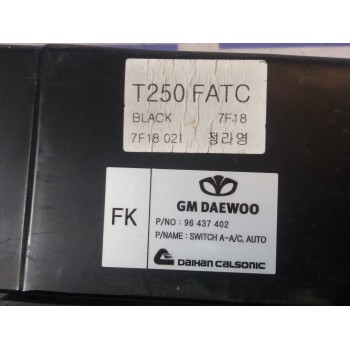 T250 FATC
BLACK 7F18
7F18 021 정라영
FK
GM DAEWOO
P/NO : 96 437 402
P/NAME : SWITCH A-A/C, AUTO
DAIHAN CALSONIC